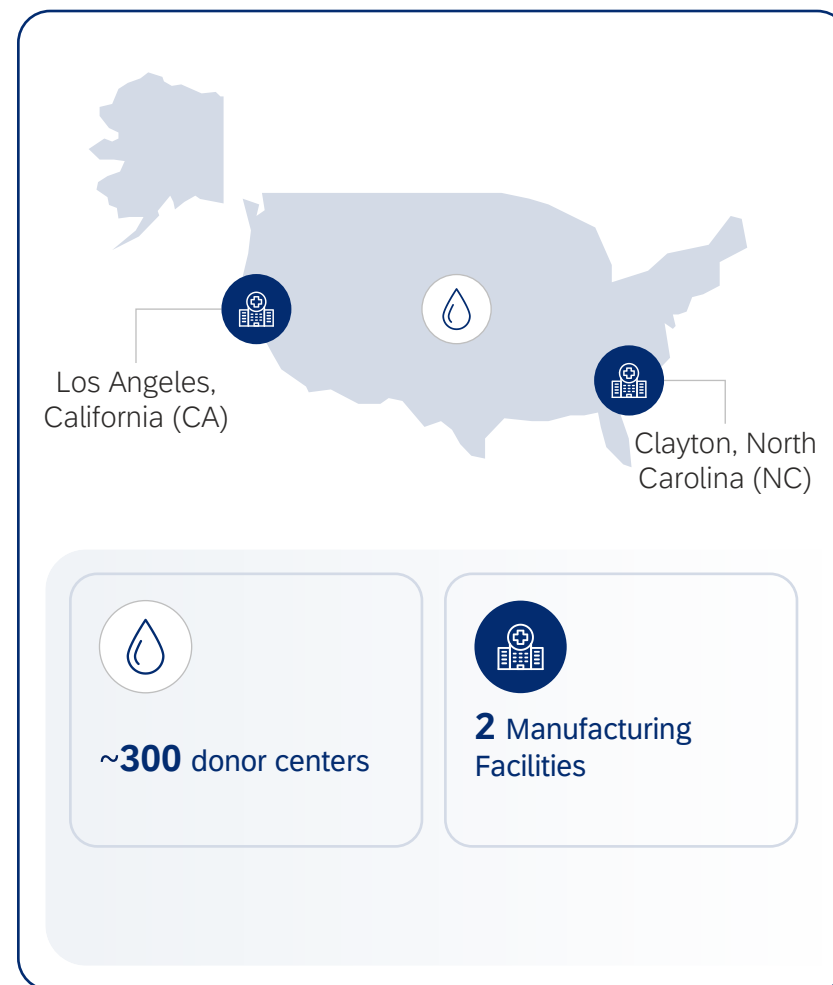 Los Angeles,
California (CA)
Clayton, North
Carolina (NC)
~300 donor centers
2 Manufacturing
Facilities